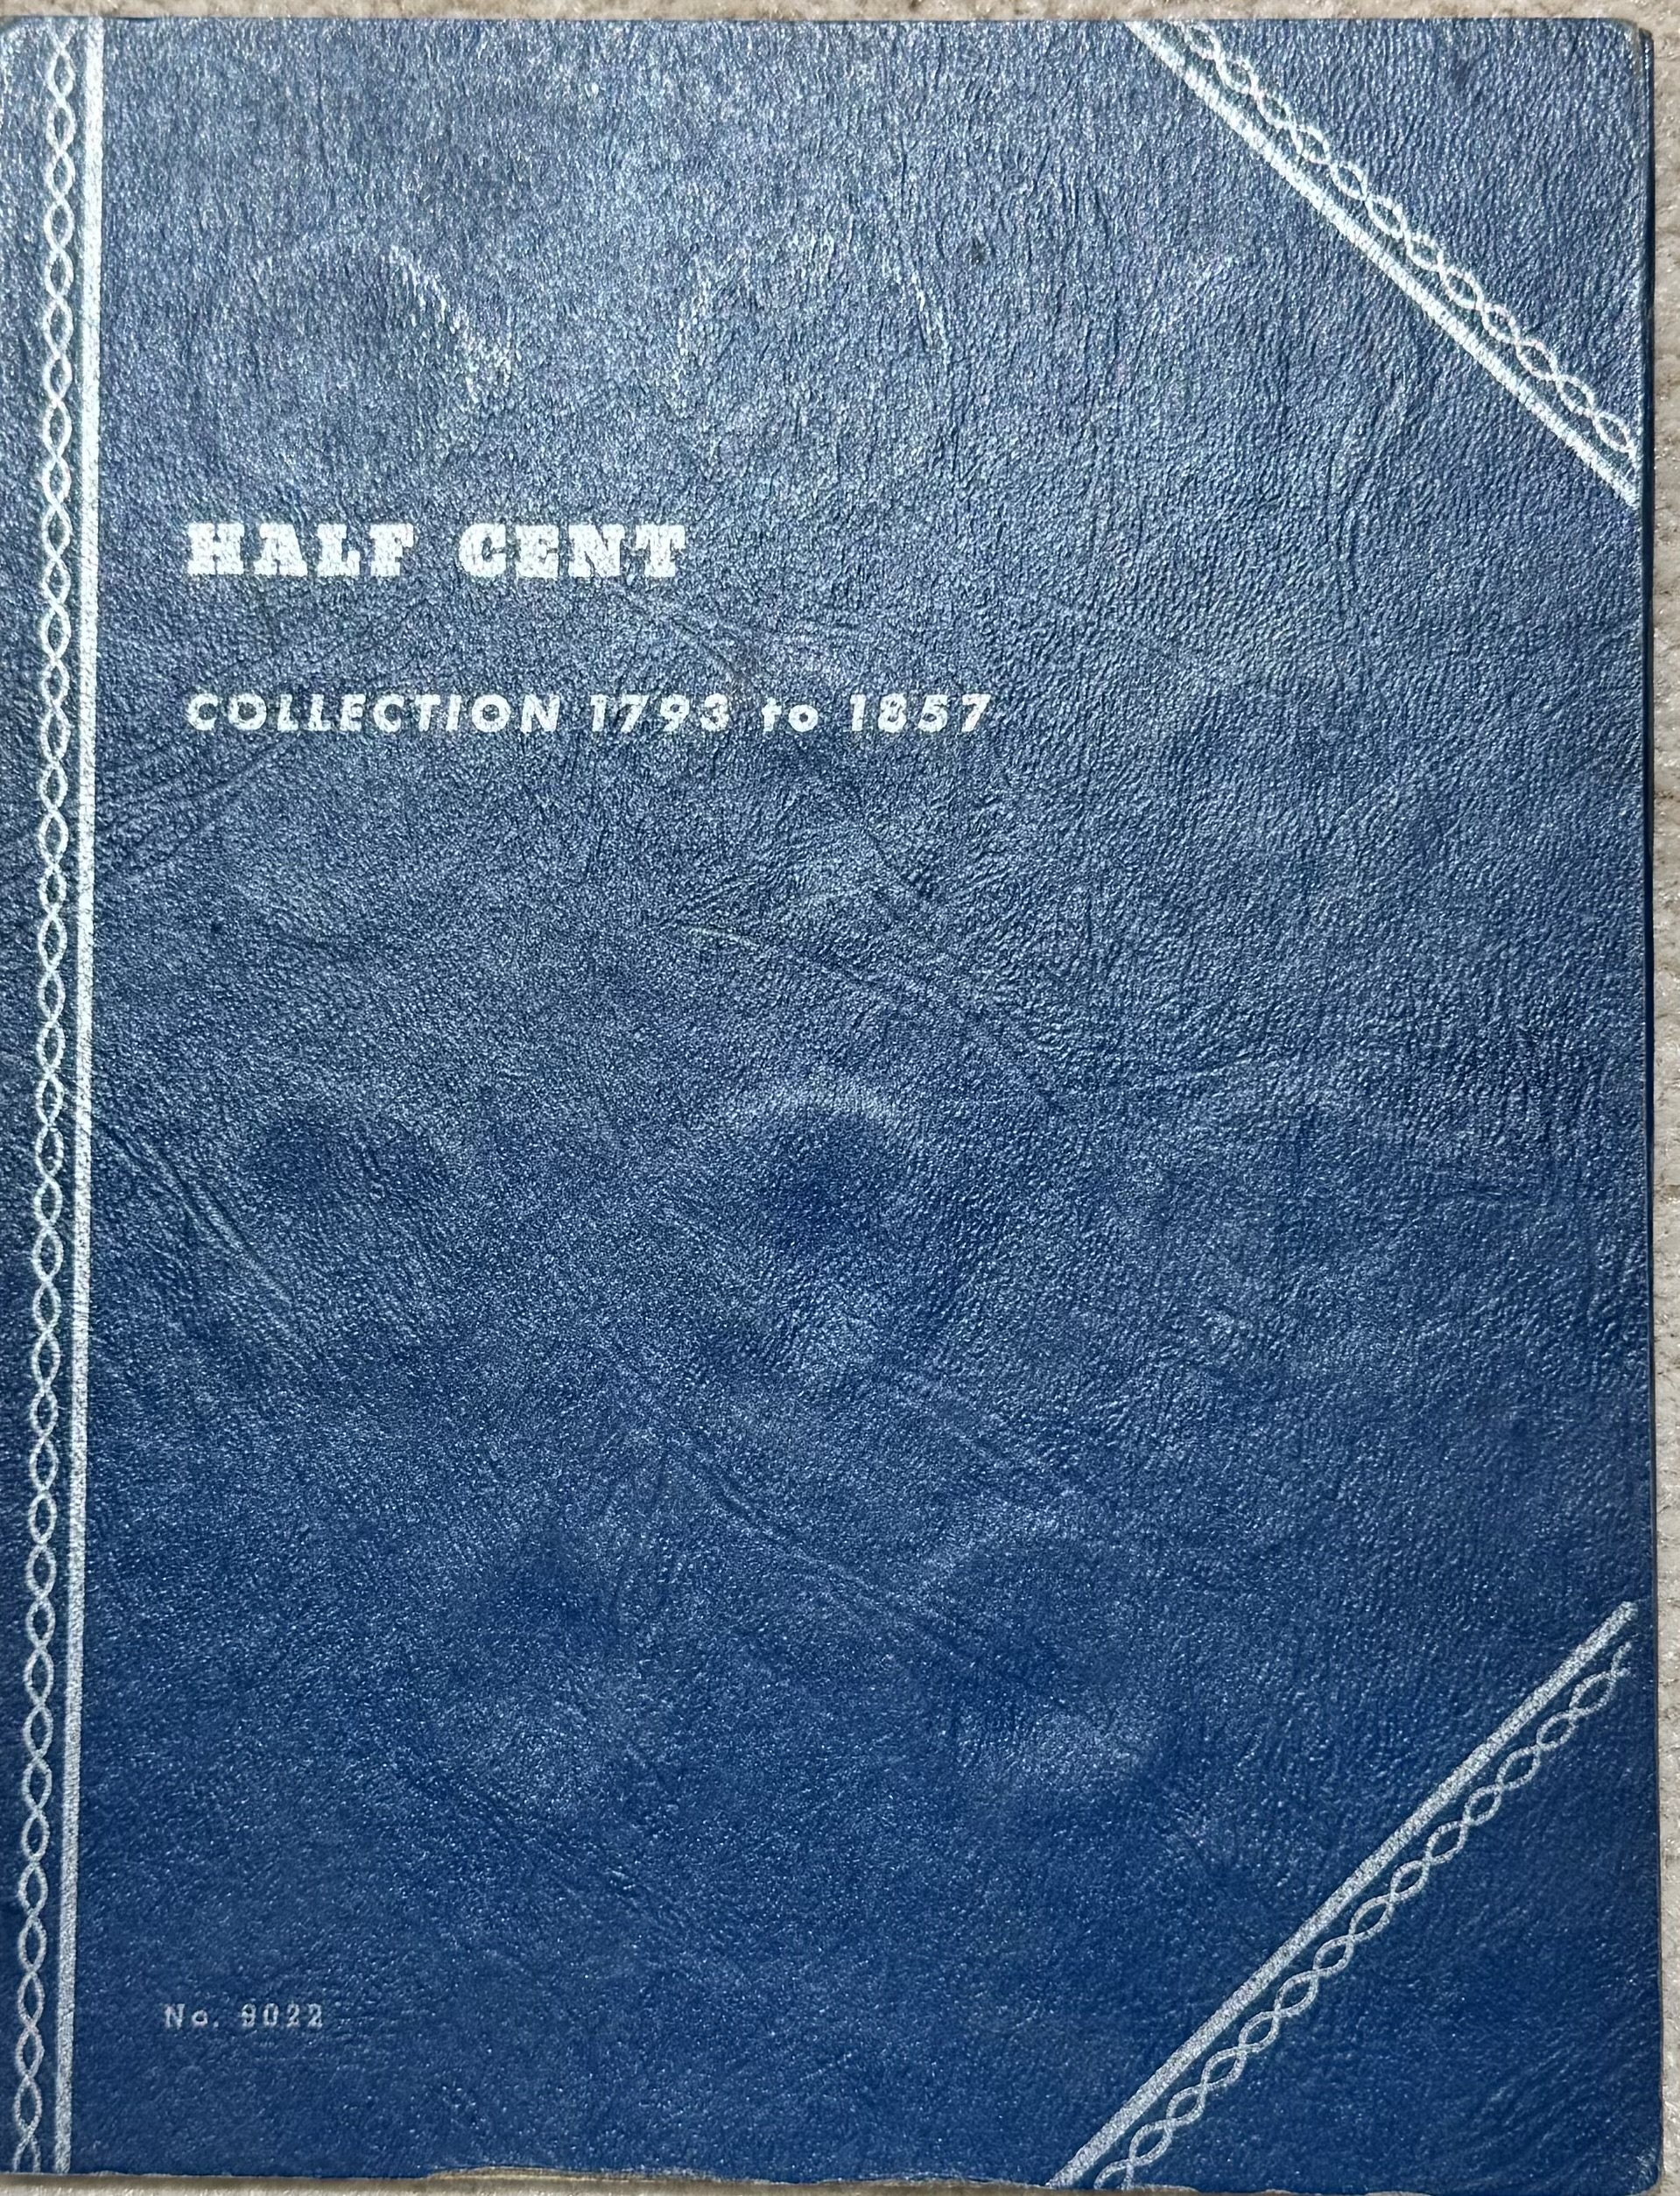 HALF CENT
COLLECTION 1793 to 1857
No. 9022